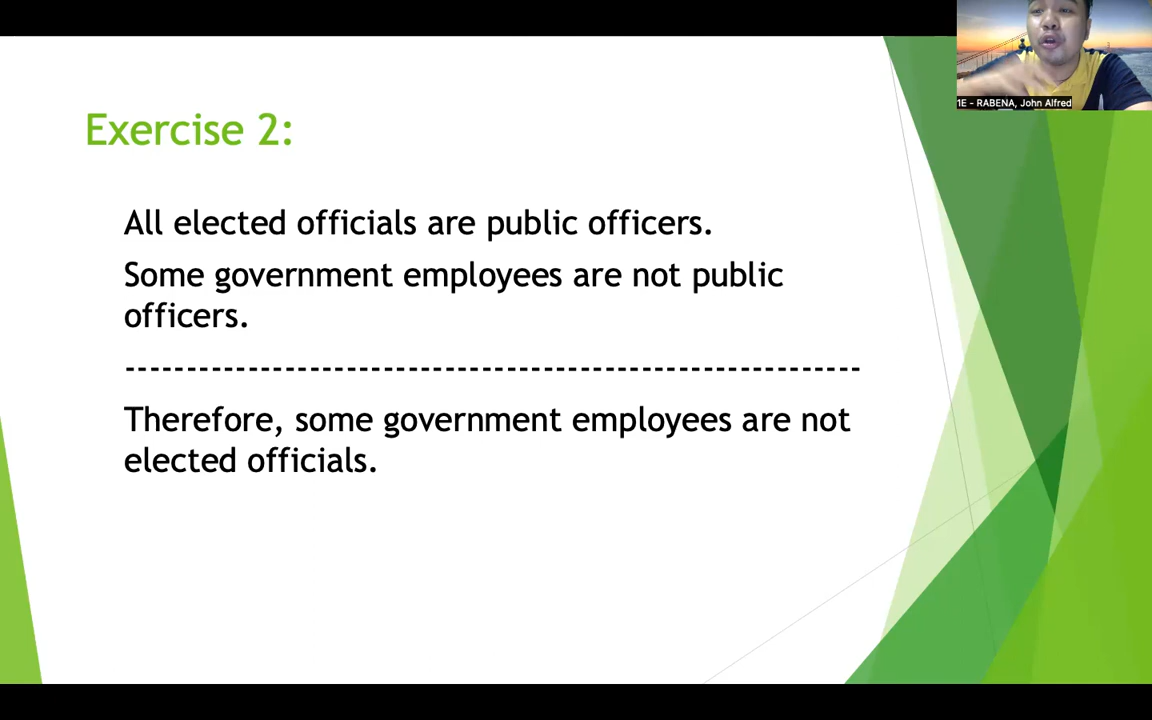 1E - RABENA, John Alfred
Exercise 2:
All elected officials are public officers.
Some government employees are not public
officers.
------------------------------------------------------------
Therefore, some government employees are not
elected officials.